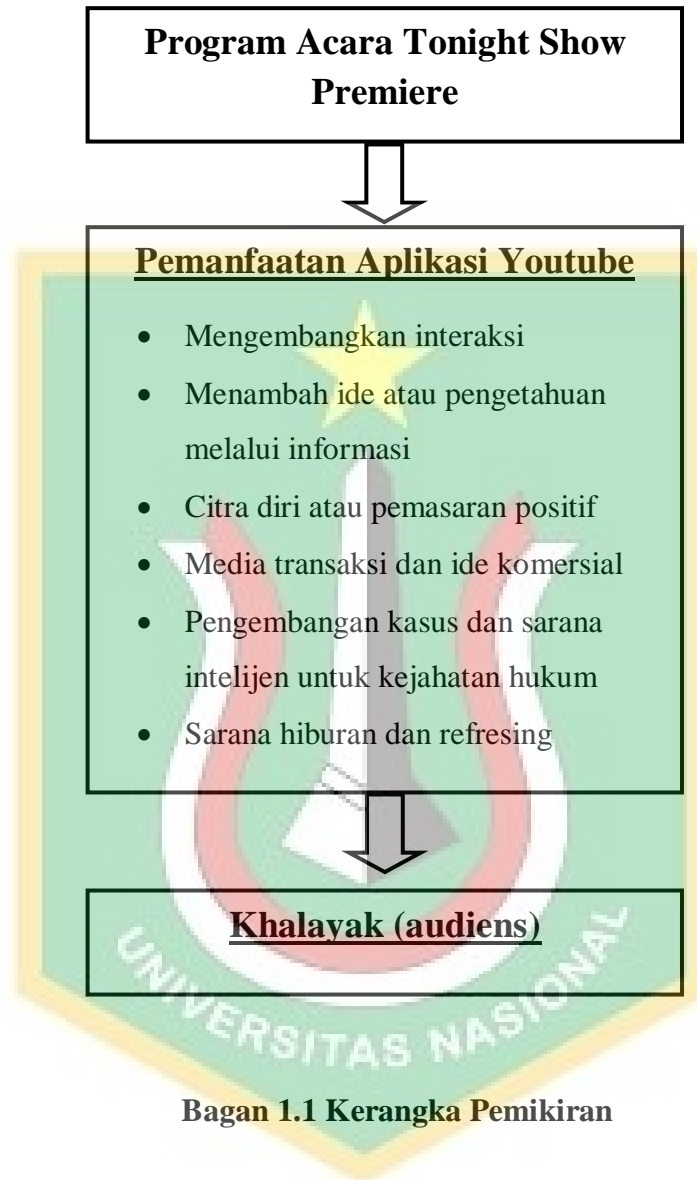 Program Acara Tonight Show
Premiere
Pemanfaatan Aplikasi Youtube
• Mengembangkan interaksi
• Menambah ide atau pengetahuan
melalui informasi
• Citra diri atau pemasaran positif
• Media transaksi dan ide komersial
• Pengembangan kasus dan sarana
intelijen untuk kejahatan hukum
• Sarana hiburan dan refresing
Khalayak (audiens)
UNIVERSITAS NASIONAL
Bagan 1.1 Kerangka Pemikiran